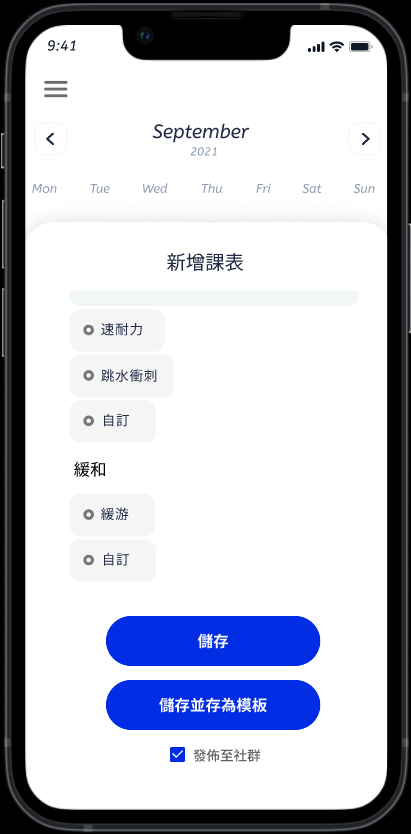 9:41
September
2021
Mon Tue Wed Thu Fri Sat Sun
新增課表
速耐力
跳水衝刺
自訂
緩和
緩游
自訂
儲存
儲存並存為模板
發佈至社群